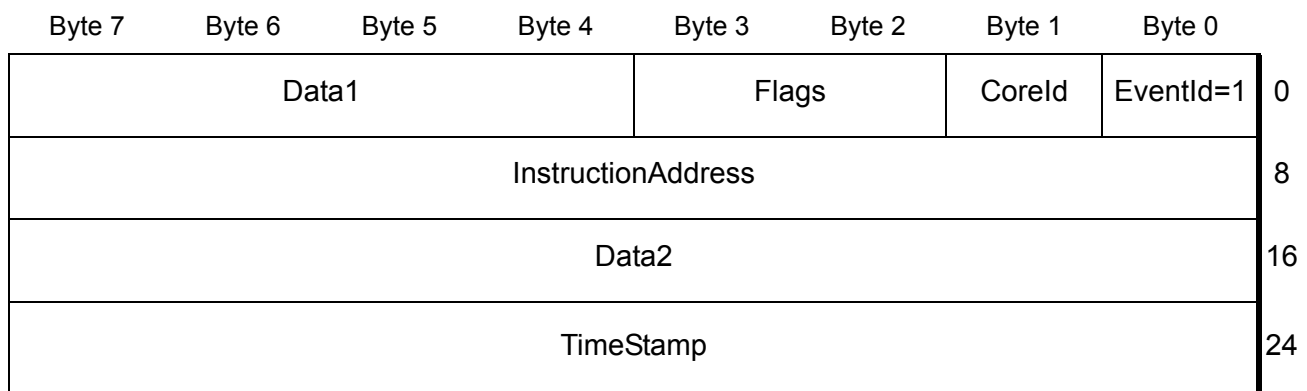 Byte 7 Byte 6 Byte 5 Byte 4 Byte 3 Byte 2 Byte 1 Byte 0
Data1 Flags CoreId EventId=1 0
InstructionAddress 8
Data2 16
TimeStamp 24